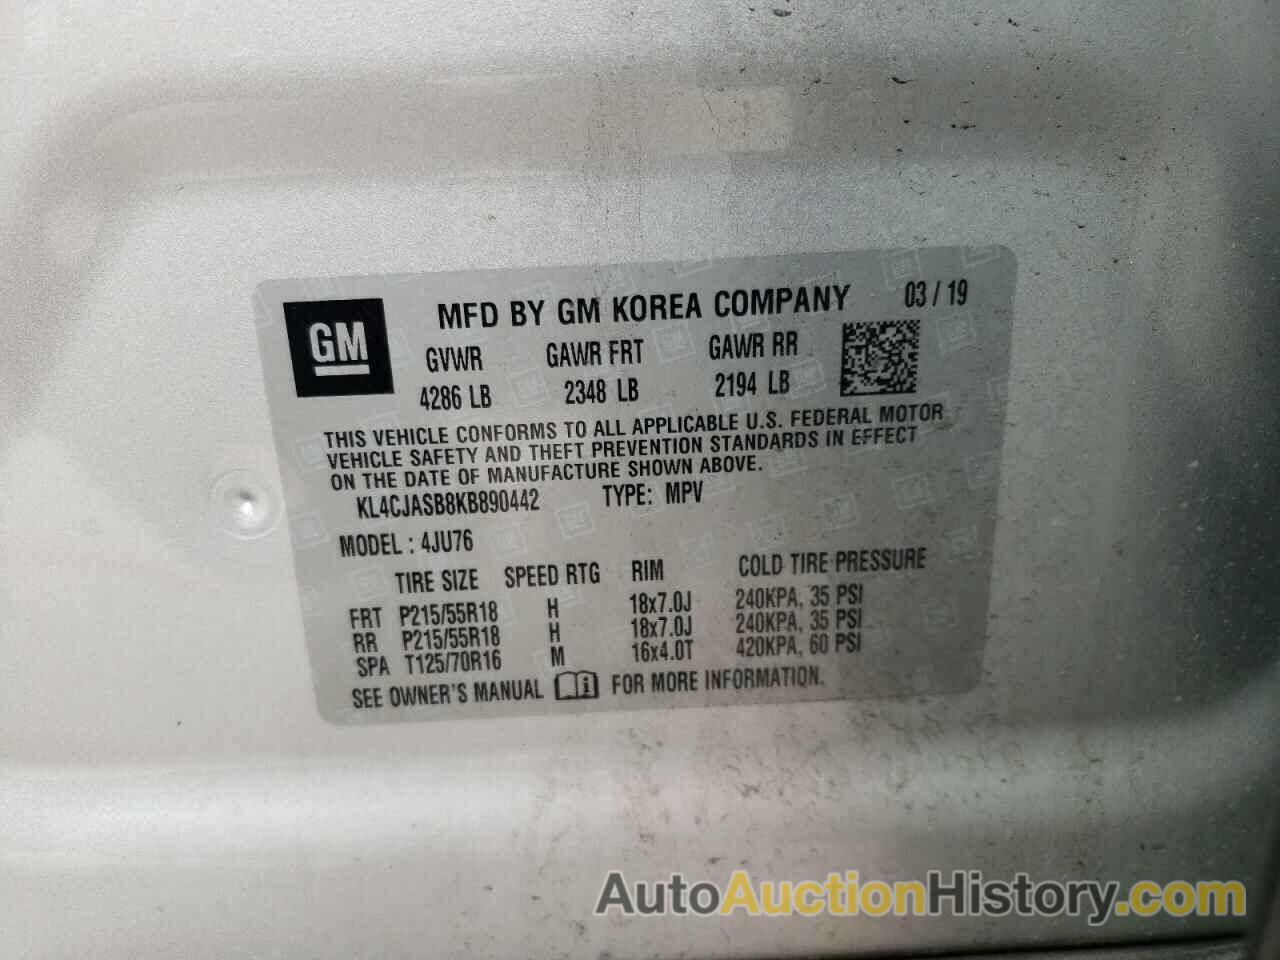 GM
MFD BY GM KOREA COMPANY 03 / 19
GVWR GAWR FRT GAWR RR
4286 LB 2348 LB 2194 LB
THIS VEHICLE CONFORMS TO ALL APPLICABLE U.S. FEDERAL MOTOR
VEHICLE SAFETY AND THEFT PREVENTION STANDARDS IN EFFECT
ON THE DATE OF MANUFACTURE SHOWN ABOVE.
KL4CJASB8KB890442 TYPE: MPV
MODEL : 4JU76
TIRE SIZE SPEED RTG RIM COLD TIRE PRESSURE
FRT P215/55R18 H 18x7.0J 240KPA, 35 PSI
RR P215/55R18 H 18x7.0J 240KPA, 35 PSI
SPA T125/70R16 M 16x4.0T 420KPA, 60 PSI
SEE OWNER'S MANUAL i FOR MORE INFORMATION.
AutoAuctionHistory.com